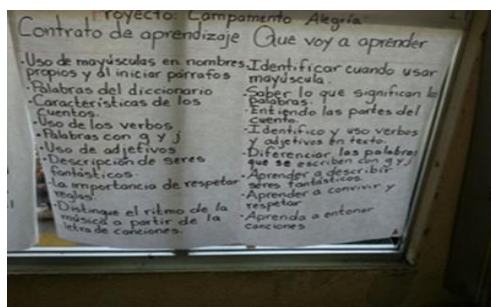 Proyecto: Campamento Alegría
Contrato de aprendizaje Que voy a aprender
·Uso de mayúsculas en nombres
propios y al iniciar párrafos
·Palabras del diccionario
·Características de los
cuentos.
·Uso de los verbos
·Palabras con g y j
·Uso de adjetivos
·Descripción de seres
fantásticos.
·La importancia de respetar
reglas.
·Distingue el ritmo de la
música a partir de la
letra de canciones.
·Identificar cuando usar
mayúscula.
·Saber lo que significan
palabras.
·Entiendo las partes del
cuento.
·Identifico y uso verbos
y adjetivos en texto.
·Diferenciar las palabras
que se escriben con g y j
·Aprender a describir
seres fantásticos.
·Aprender a convivir y
respetar
·Aprenda a entonar
canciones